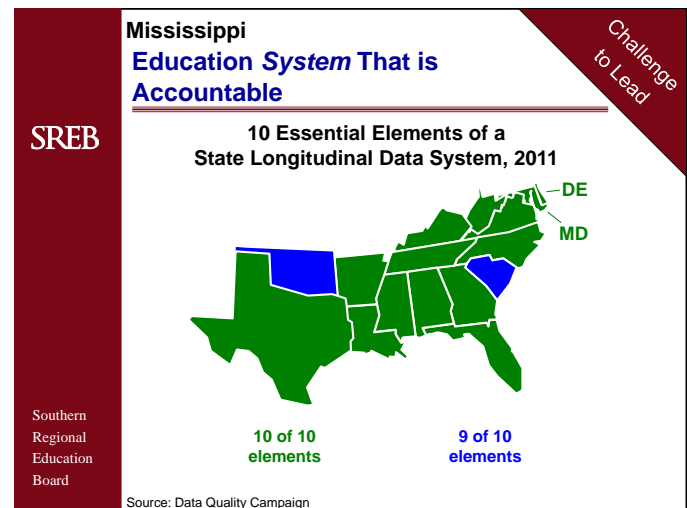 Mississippi
Education System That is
Accountable
Challenge
to Lead
SREB
10 Essential Elements of a
State Longitudinal Data System, 2011
DE
MD
Southern
Regional
Education
Board
10 of 10
elements
9 of 10
elements
Source: Data Quality Campaign